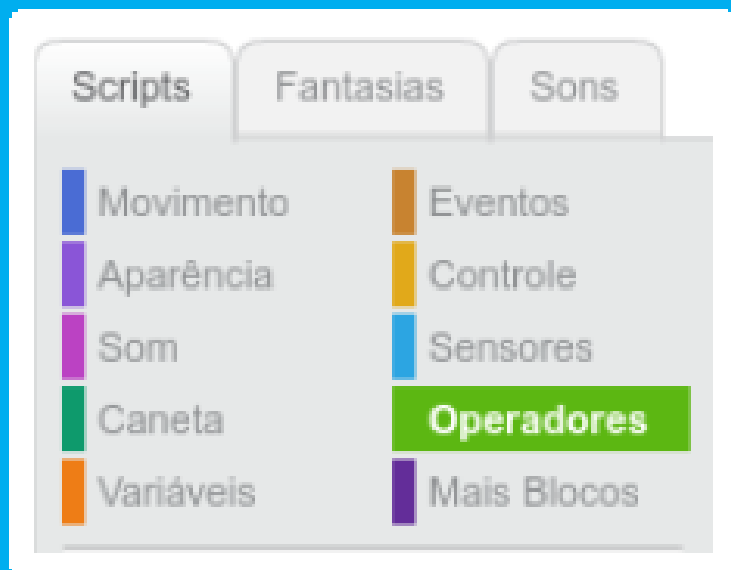 Scripts Fantasias Sons
Movimento Eventos
Aparência Controle
Som Sensores
Caneta Operadores
Variáveis Mais Blocos